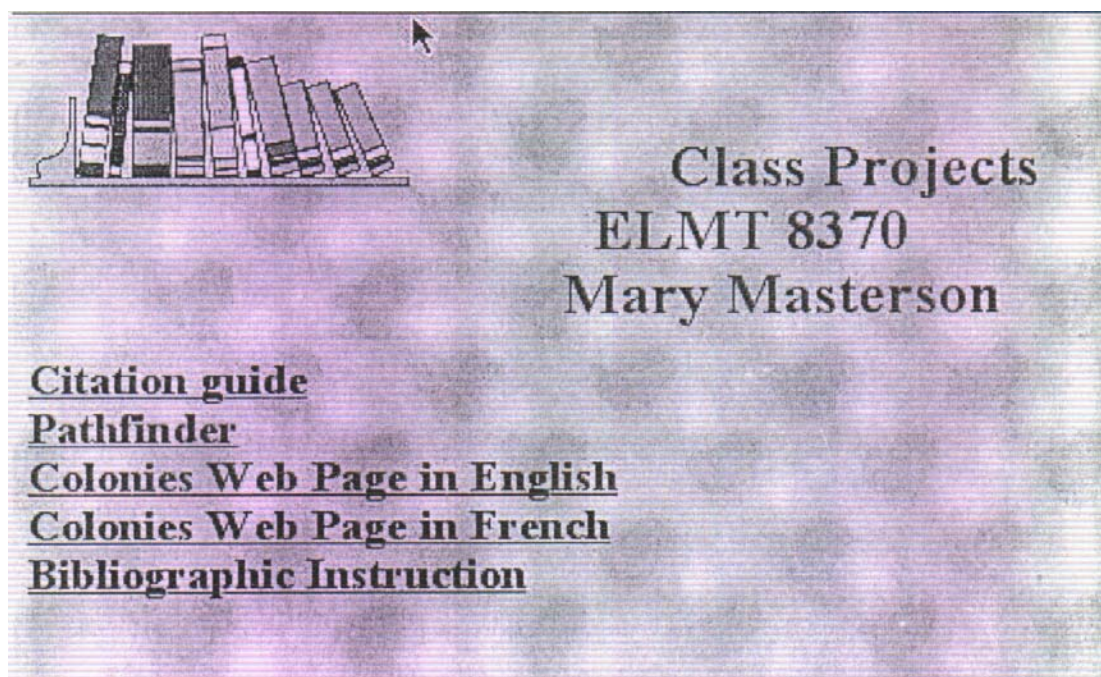 Class Projects
ELMT 8370
Mary Masterson
Citation guide
Pathfinder
Colonies Web Page in English
Colonies Web Page in French
Bibliographic Instruction